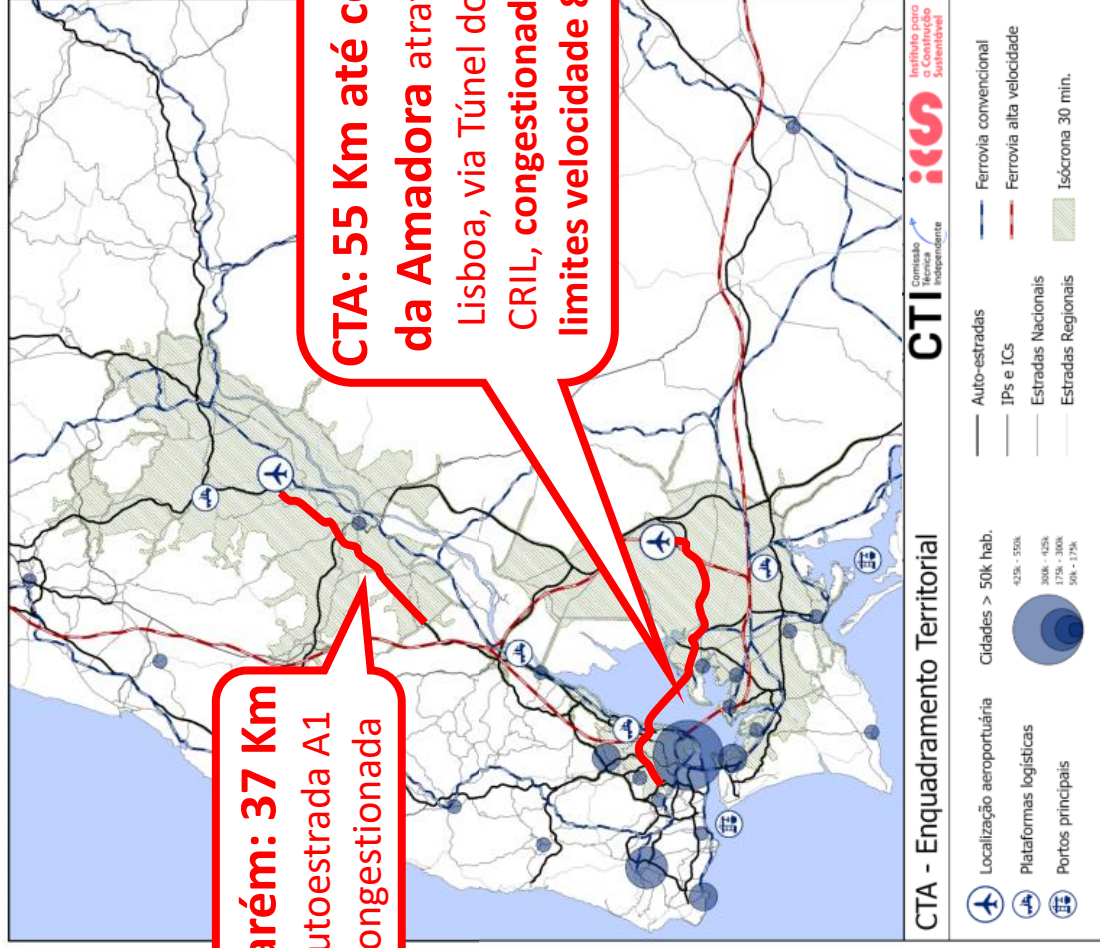 arém: 37 Km
utoestrada A1
ongestionada
CTA: 55 Km até ce
da Amadora atra
Lisboa, via Túnel do
CRIL, congestionad
limites velocidade 8
CTA - Enquadramento Territorial
CTI Comissão
Técnica
Independente
ics Instituto para
a Construção
Sustentável
Localização aeroportuária
Plataformas logísticas
Portos principais
Cidades > 50k hab.
425k - 550k
300k - 425k
175k - 300k
50k - 175k
Auto-estradas
IPs e ICs
Estradas Nacionais
Estradas Regionais
Ferrovia convencional
Ferrovia alta velocidade
Isócrona 30 min.